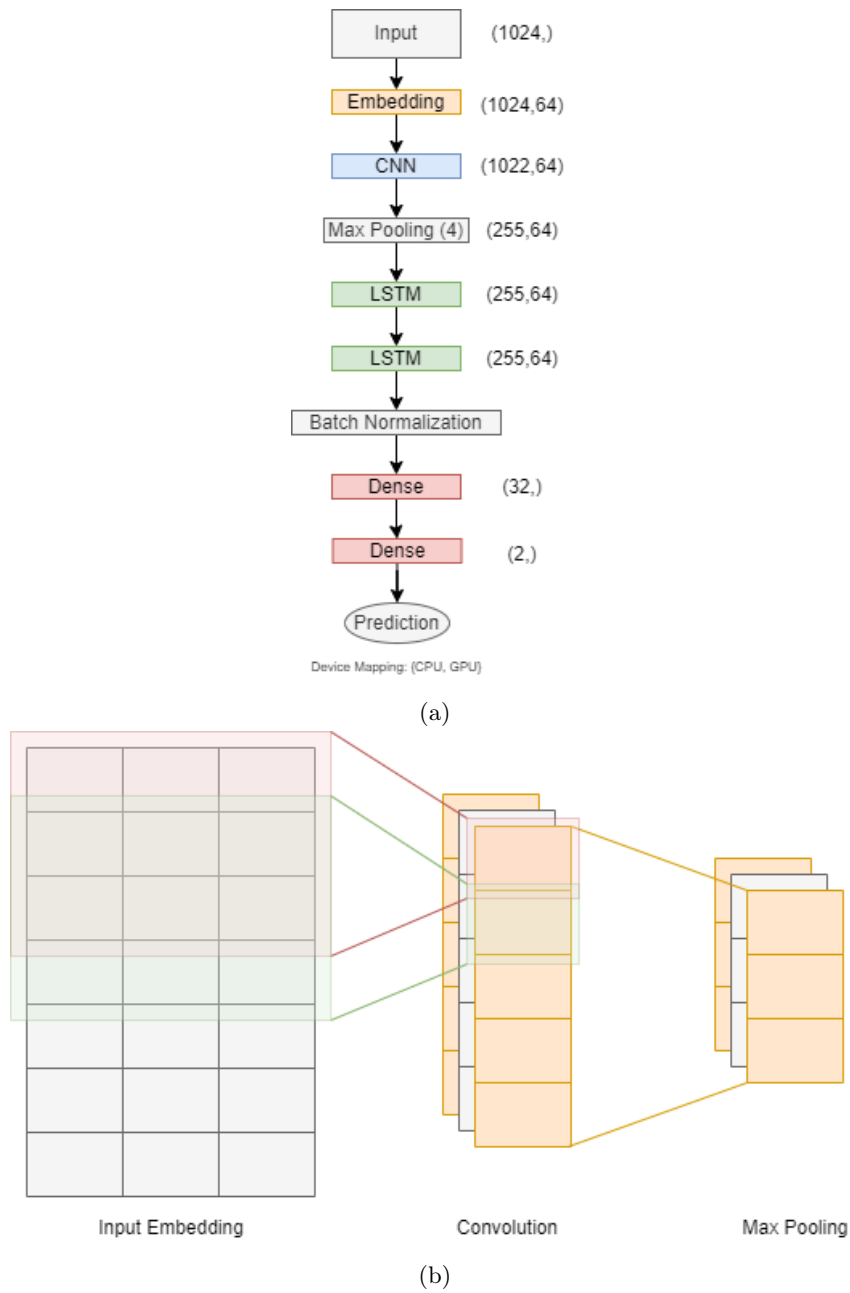 Input (1024,)
Embedding (1024,64)
CNN (1022,64)
Max Pooling (4) (255,64)
LSTM (255,64)
LSTM (255,64)
Batch Normalization
Dense (32,)
Dense (2,)
Prediction
Device Mapping: {CPU, GPU}
(a)
Input Embedding Convolution Max Pooling
(b)